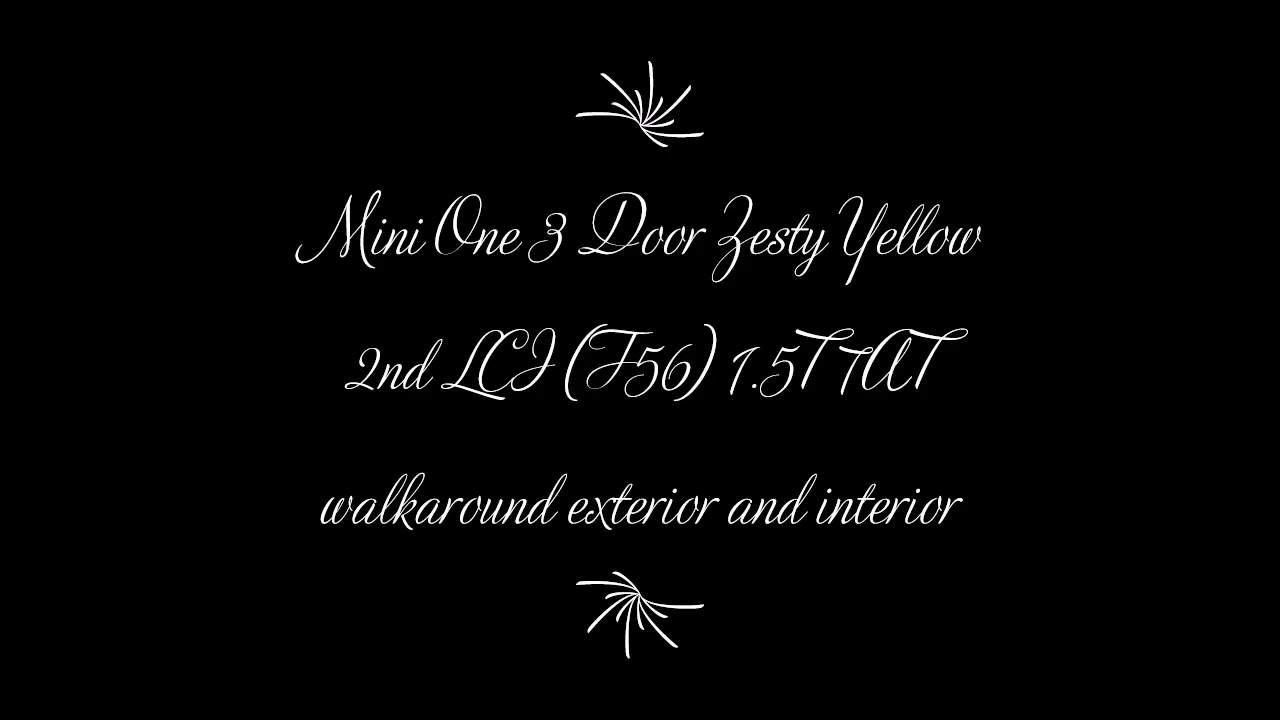 Mini One 3 Door Zesty Yellow
2nd LCI (F56) 1.5T 7AT
walkaround exterior and interior